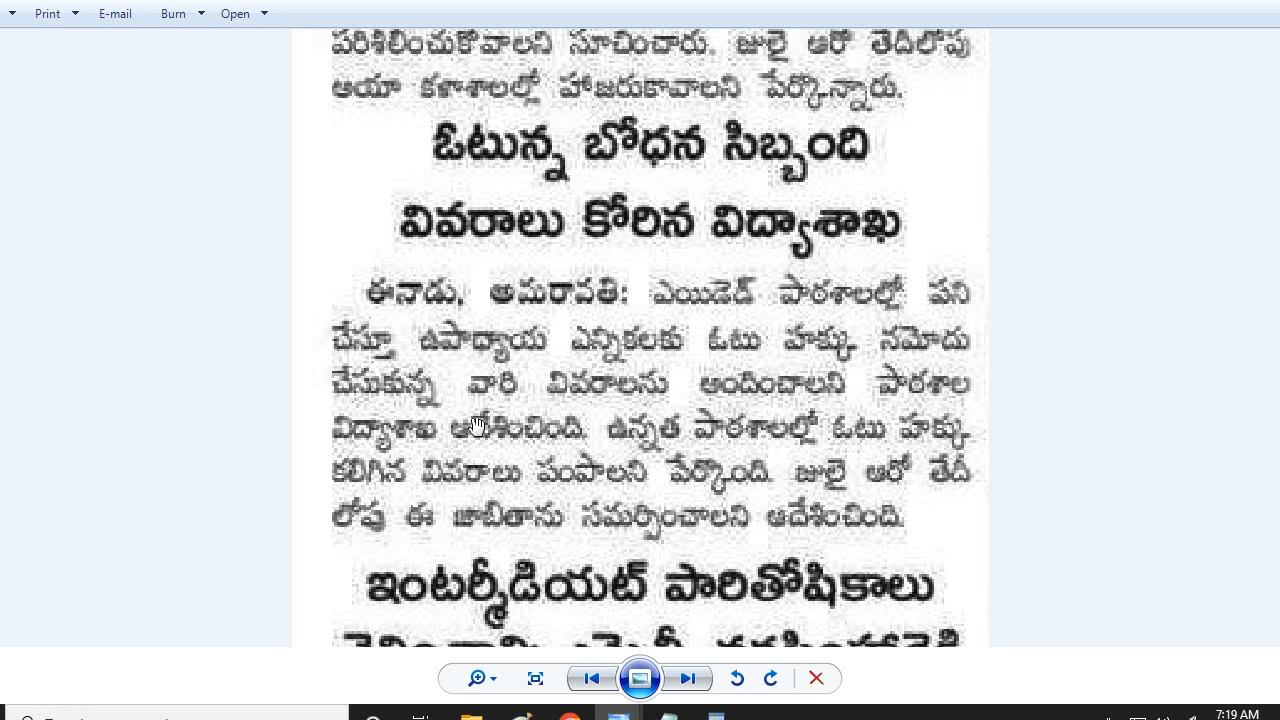 Print E-mail Burn Open
పరిశీలించుకోవాలని సూచించారు. జులై ఆరో తేదీలోపు
ఆయా కళాశాలల్లో హాజరుకావాలని పేర్కొన్నారు.
ఓటున్న బోధన సిబ్బంది
వివరాలు కోరిన విద్యాశాఖ
ఈనాడు, అమరావతి: ఎయిడెడ్ పాఠశాలల్లో పని
చేస్తూ ఉపాధ్యాయ ఎన్నికలకు ఓటు హక్కు నమోదు
చేసుకున్న వారి వివరాలను అందించాలని పాఠశాల
విద్యాశాఖ ఆదేశించింది. ఉన్నత పాఠశాలల్లో ఓటు హక్కు
కలిగిన వివరాలు పంపాలని పేర్కొంది. జులై ఆరో తేదీ
లోపు ఈ జాబితాను సమర్పించాలని ఆదేశించింది.
ఇంటర్మీడియట్ పారితోషికాలు
7:19 AM